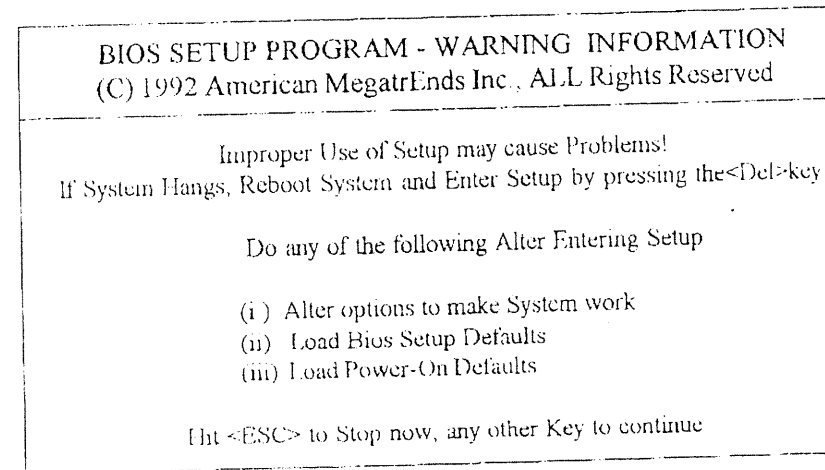 BIOS SETUP PROGRAM - WARNING INFORMATION
(C) 1992 American MegatrEnds Inc., ALL Rights Reserved
Improper Use of Setup may cause Problems!
If System Hangs, Reboot System and Enter Setup by pressing the<Del>key
Do any of the following Alter Entering Setup
(i ) Alter options to make System work
(ii) Load Bios Setup Defaults
(iii) Load Power-On Defaults
Hit <ESC> to Stop now, any other Key to continue